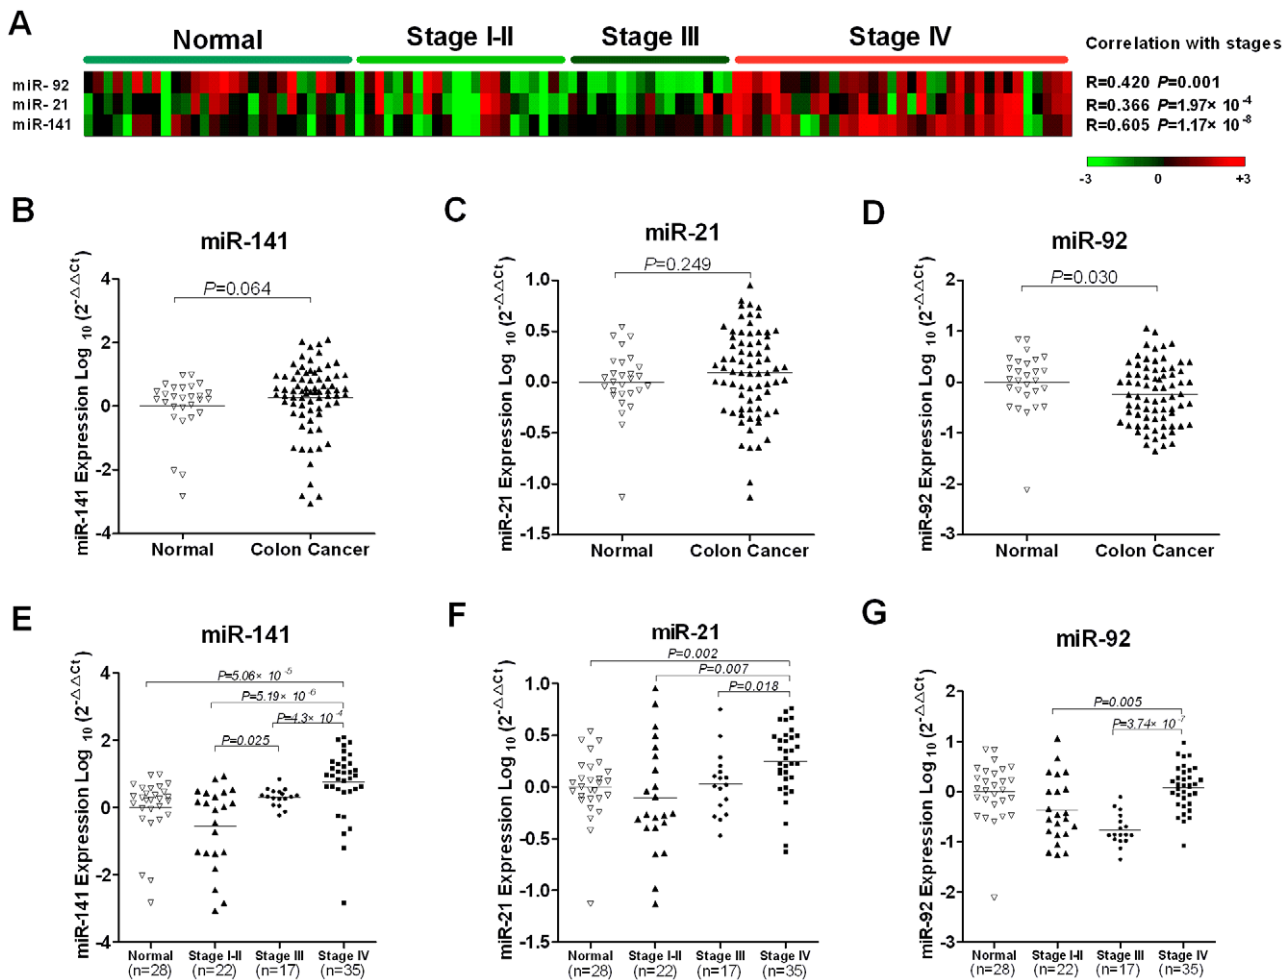 A
Normal
Stage I-II
Stage III
Stage IV
Correlation with stages
miR- 92
R=0.420 P=0.001
miR- 21
R=0.366 P=1.97× 10 -4
miR-141
R=0.605 P=1.17× 10 -8
-3 0 +3
B
miR-141
P=0.064
miR-141 Expression Log 10 (2-△△Ct)
4
2
0
-2
-4
Normal Colon Cancer
C
miR-21
P=0.249
miR-21 Expression Log 10 (2-△△Ct)
1.0
0.5
0.0
-0.5
-1.0
-1.5
Normal Colon Cancer
D
miR-92
P=0.030
miR-92 Expression Log 10 (2-△△Ct)
2
1
0
-1
-2
-3
Normal Colon Cancer
E
miR-141
P=5.06× 10 -5
P=5.19× 10 -6
P=4.3× 10 -4
P=0.025
miR-141 Expression Log 10 (2-△△Ct)
4
2
0
-2
-4
Normal Stage I-II Stage III Stage IV
(n=28) (n=22) (n=17) (n=35)
F
miR-21
P=0.002
P=0.007
P=0.018
miR-21 Expression Log 10 (2-△△Ct)
1.0
0.5
0.0
-0.5
-1.0
-1.5
Normal Stage I-II Stage III Stage IV
(n=28) (n=22) (n=17) (n=35)
G
miR-92
P=0.005
P=3.74× 10 -7
miR-92 Expression Log 10 (2-△△Ct)
2
1
0
-1
-2
-3
Normal Stage I-II Stage III Stage IV
(n=28) (n=22) (n=17) (n=35)